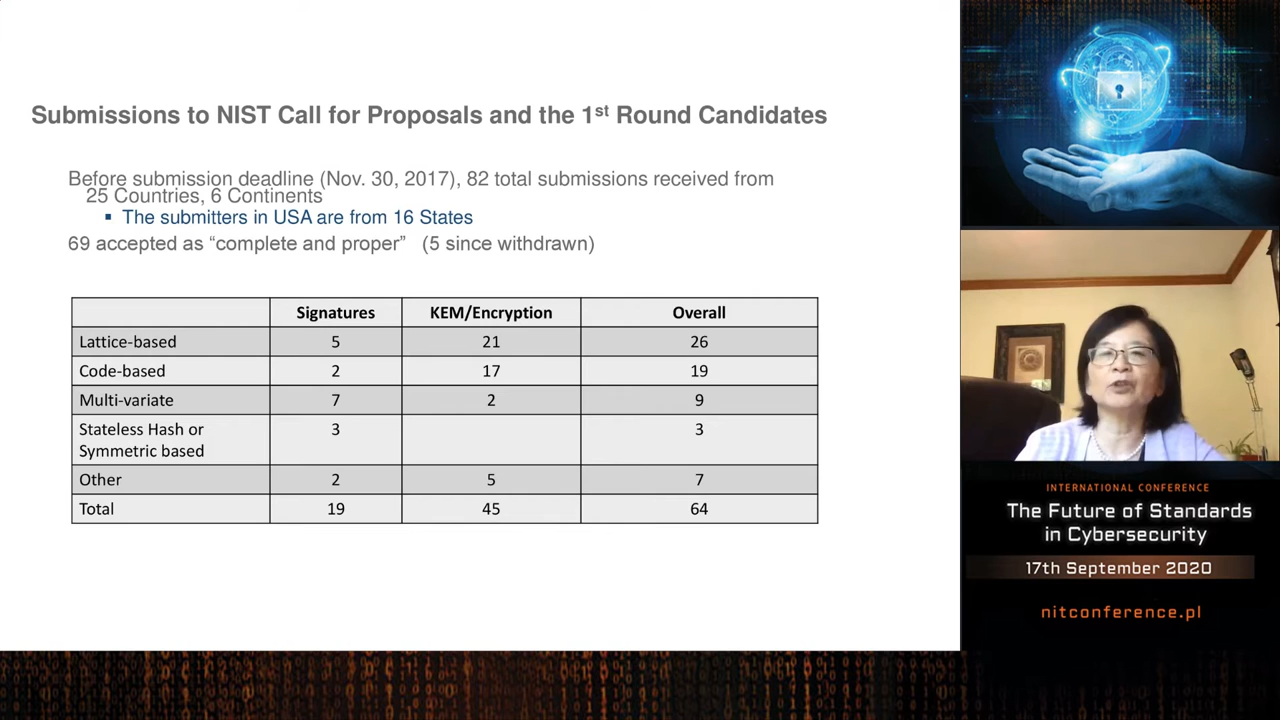 Submissions to NIST Call for Proposals and the 1st Round Candidates
Before submission deadline (Nov. 30, 2017), 82 total submissions received from
25 Countries, 6 Continents
▪ The submitters in USA are from 16 States
69 accepted as “complete and proper” (5 since withdrawn)
Signatures KEM/Encryption Overall
Lattice-based 5 21 26
Code-based 2 17 19
Multi-variate 7 2 9
Stateless Hash or 3 3
Symmetric based
Other 2 5 7
Total 19 45 64
INTERNATIONAL CONFERENCE
The Future of Standards
in Cybersecurity
17th September 2020
nitconference.pl